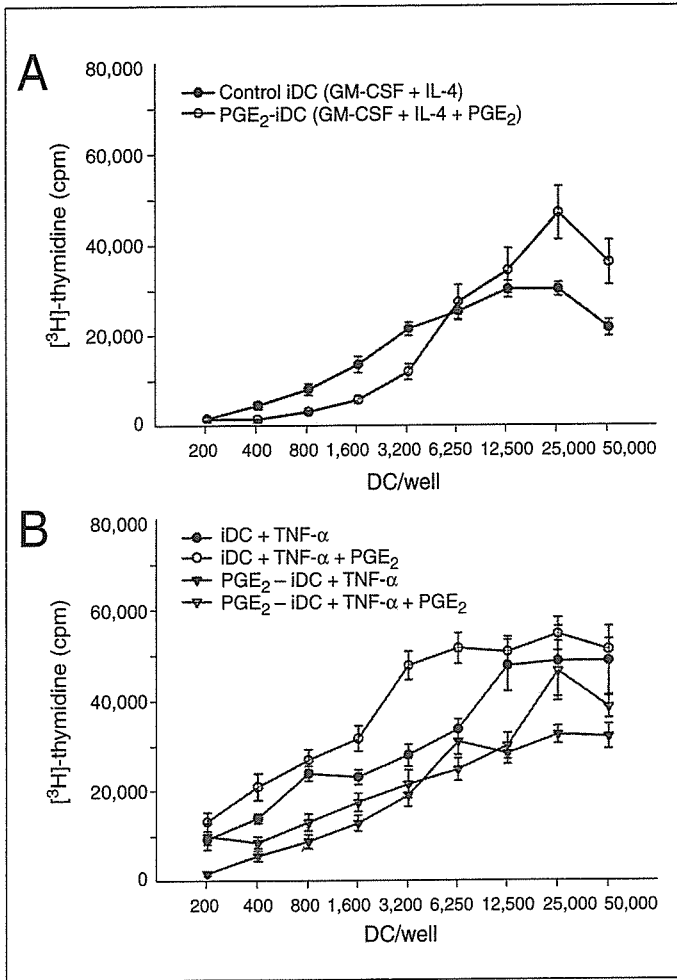 A
80,000
60,000
40,000
20,000
0
[³H]-thymidine (cpm)
Control iDC (GM-CSF + IL-4)
PGE₂-iDC (GM-CSF + IL-4 + PGE₂)
200 400 800 1,600 3,200 6,250 12,500 25,000 50,000
DC/well
B
80,000
60,000
40,000
20,000
0
[³H]-thymidine (cpm)
iDC + TNF-α
iDC + TNF-α + PGE₂
PGE₂ – iDC + TNF-α
PGE₂ – iDC + TNF-α + PGE₂
200 400 800 1,600 3,200 6,250 12,500 25,000 50,000
DC/well